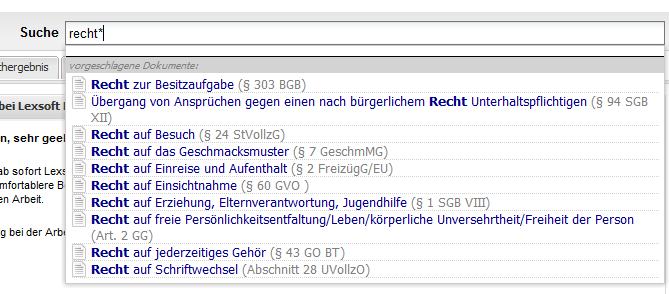 Suche recht*
vorgeschlagene Dokumente:
chergebnis
Recht zur Besitzaufgabe (§ 303 BGB)
bei Lexsoft
Übergang von Ansprüchen gegen einen nach bürgerlichem Recht Unterhaltspflichtigen (§ 94 SGB
XII)
n, sehr geel
Recht auf Besuch (§ 24 StVollzG)
Recht auf das Geschmacksmuster (§ 7 GeschmMG)
ab sofort Lexs
Recht auf Einreise und Aufenthalt (§ 2 FreizügG/EU)
mfortablere B
Recht auf Einsichtnahme (§ 60 GVO )
en Arbeit.
Recht auf Erziehung, Elternverantwortung, Jugendhilfe (§ 1 SGB VIII)
Recht auf freie Persönlichkeitsentfaltung/Leben/körperliche Unversehrtheit/Freiheit der Person
(Art. 2 GG)
ng bei der Arbe
Recht auf jederzeitiges Gehör (§ 43 GO BT)
Recht auf Schriftwechsel (Abschnitt 28 UVollzO)